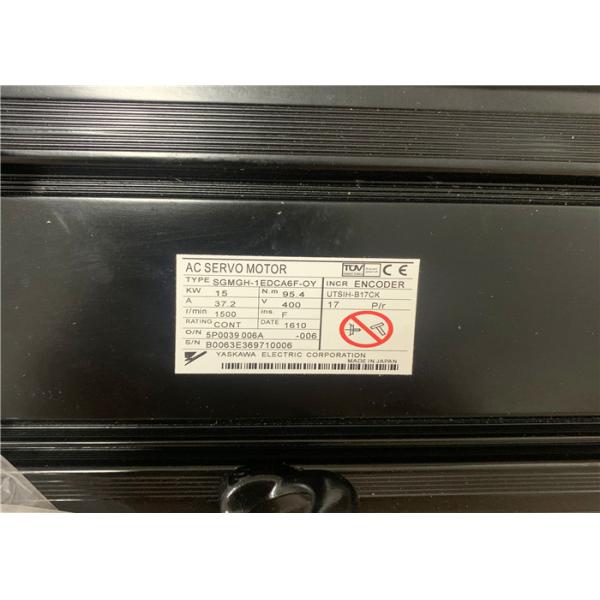 AC SERVO MOTOR TÜV CE
TYPE SGMGH-1EDCA6F-OY INCR ENCODER
KW 15 N.m 95.4 UTSIH-B17CK
A 37.2 V 400 17 P/r
r/min 1500 ins. F
RATING CONT DATE 1610
O/N 5P0039 006A -006
S/N B0063E369710006
YASKAWA ELECTRIC CORPORATION
MADE IN JAPAN